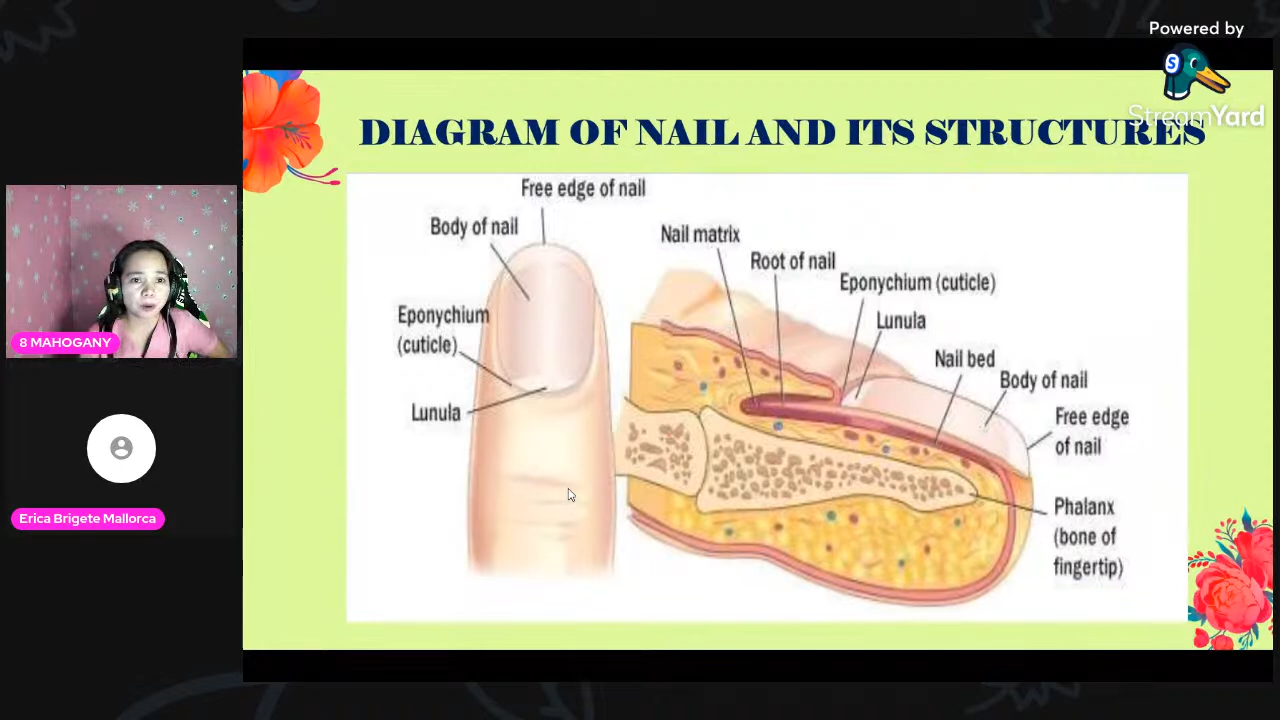 Powered by
StreamYard
DIAGRAM OF NAIL AND ITS STRUCTURES
Free edge of nail
Body of nail
Eponychium
(cuticle)
Lunula
Nail matrix
Root of nail
Eponychium (cuticle)
Lunula
Nail bed
Body of nail
Free edge
of nail
Phalanx
(bone of
fingertip)
8 MAHOGANY
Erica Brigete Mallorca